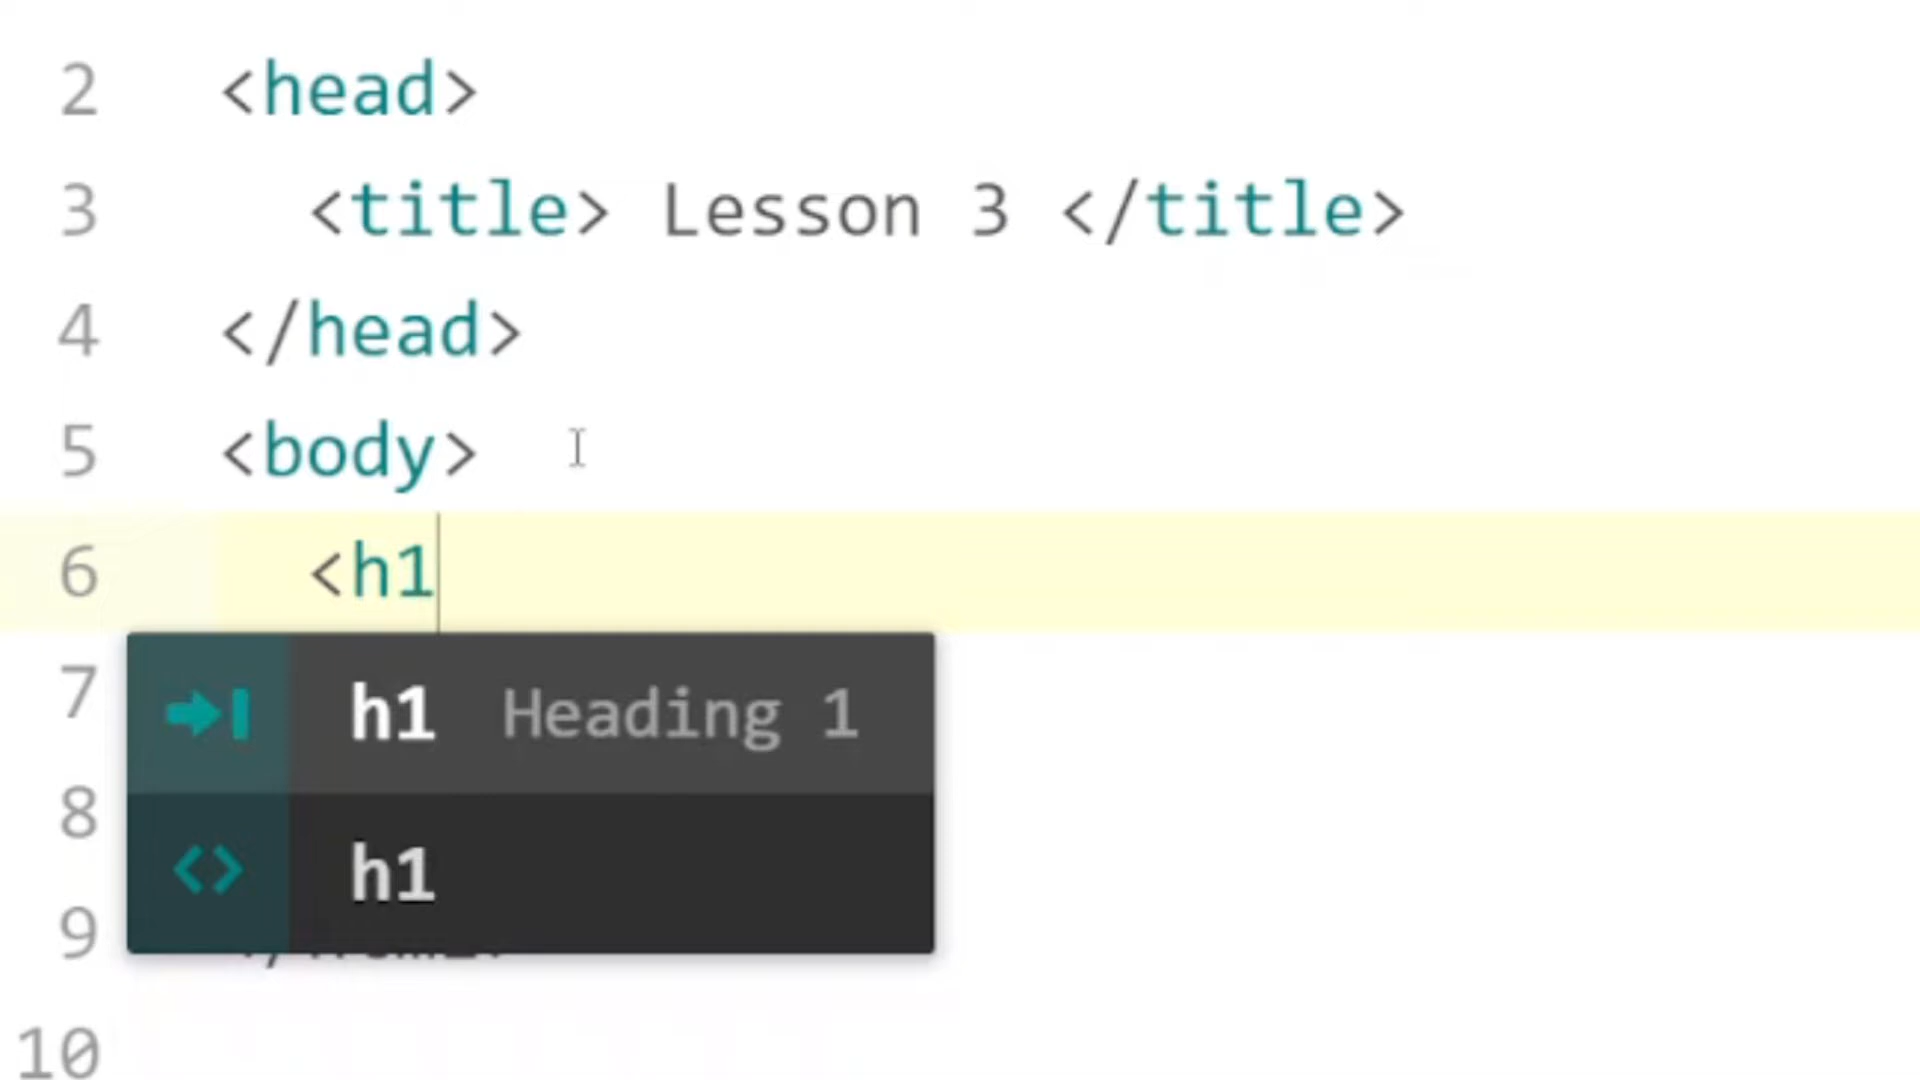 2 <head>
3 <title> Lesson 3 </title>
4 </head>
5 <body>
6 <h1
7 h1 Heading 1
8 h1
9
10